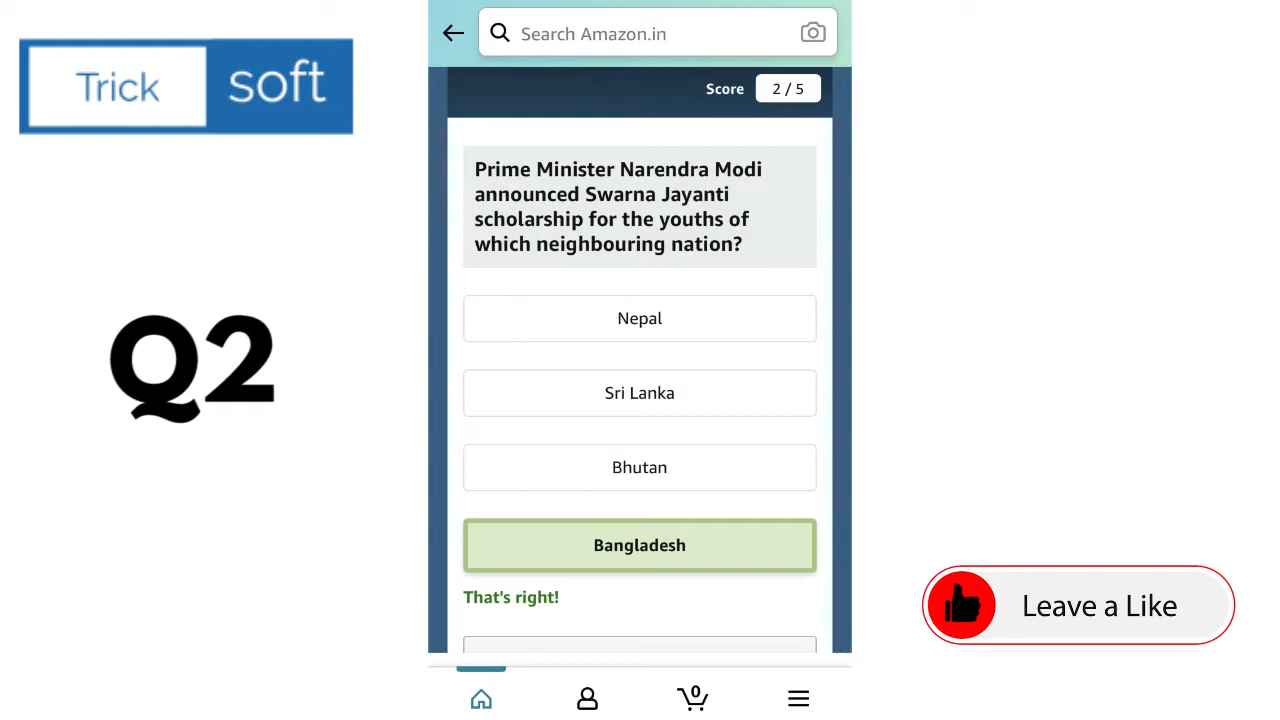 Trick soft
Search Amazon.in
Score 2 / 5
Prime Minister Narendra Modi
announced Swarna Jayanti
scholarship for the youths of
which neighbouring nation?
Q2
Nepal
Sri Lanka
Bhutan
Bangladesh
That's right!
Leave a Like
0